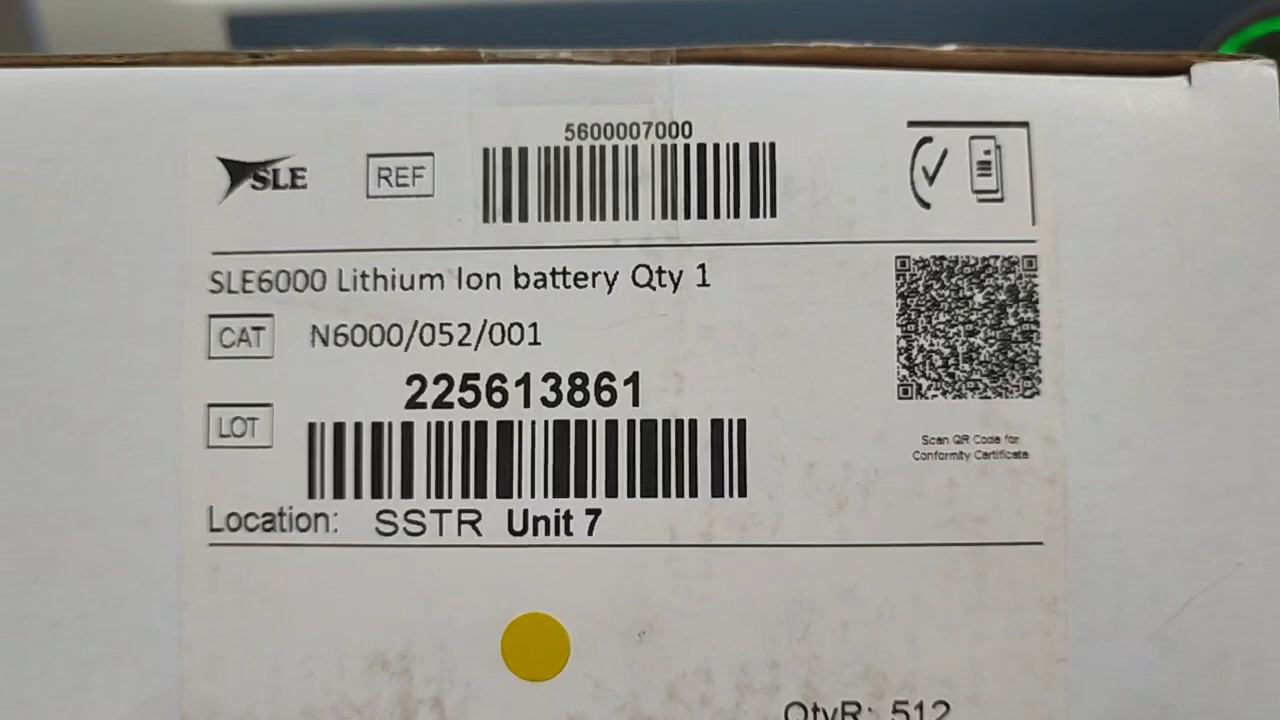 5600007000
SLE
REF
SLE6000 Lithium Ion battery Qty 1
CAT N6000/052/001
225613861
LOT
Scan QR Code for
Conformity Certificate
Location: SSTR Unit 7
QtyR: 512